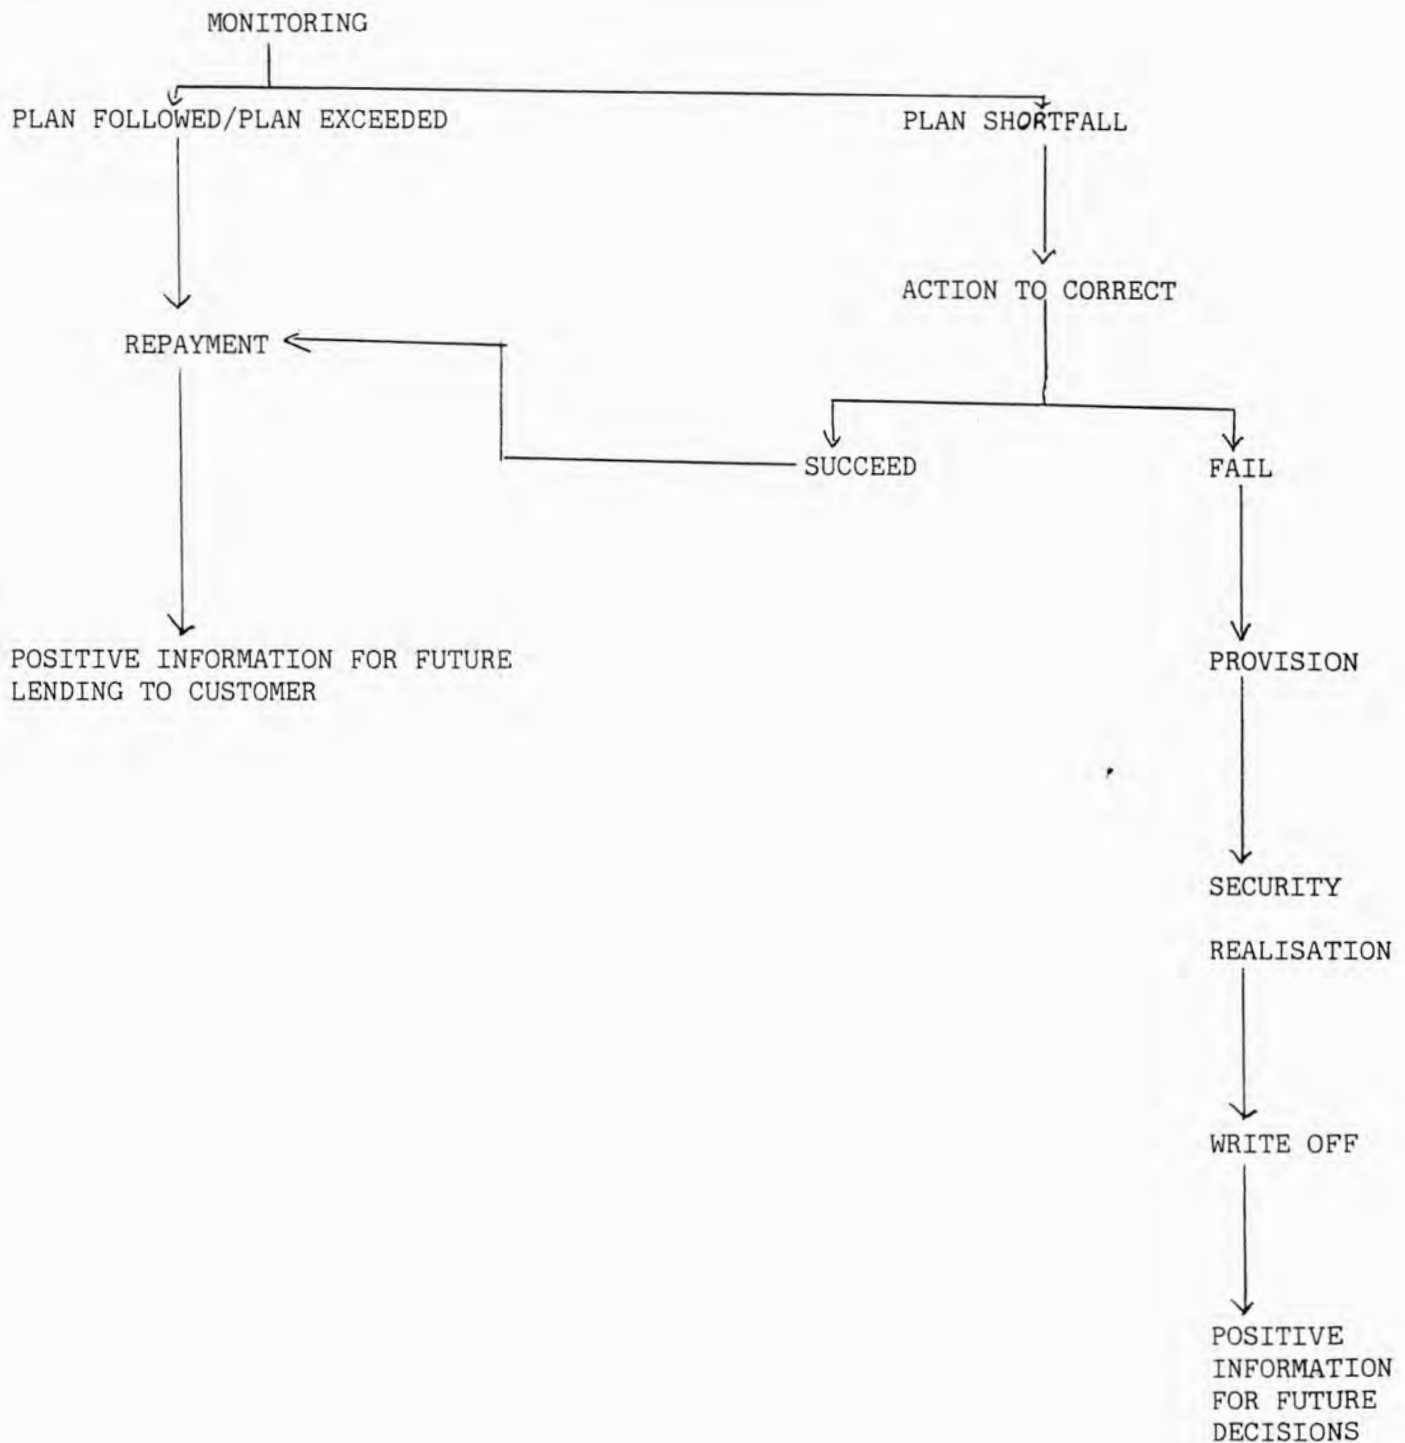 MONITORING
PLAN FOLLOWED/PLAN EXCEEDED
PLAN SHORTFALL
ACTION TO CORRECT
REPAYMENT
SUCCEED
FAIL
POSITIVE INFORMATION FOR FUTURE
LENDING TO CUSTOMER
PROVISION
SECURITY
REALISATION
WRITE OFF
POSITIVE
INFORMATION
FOR FUTURE
DECISIONS